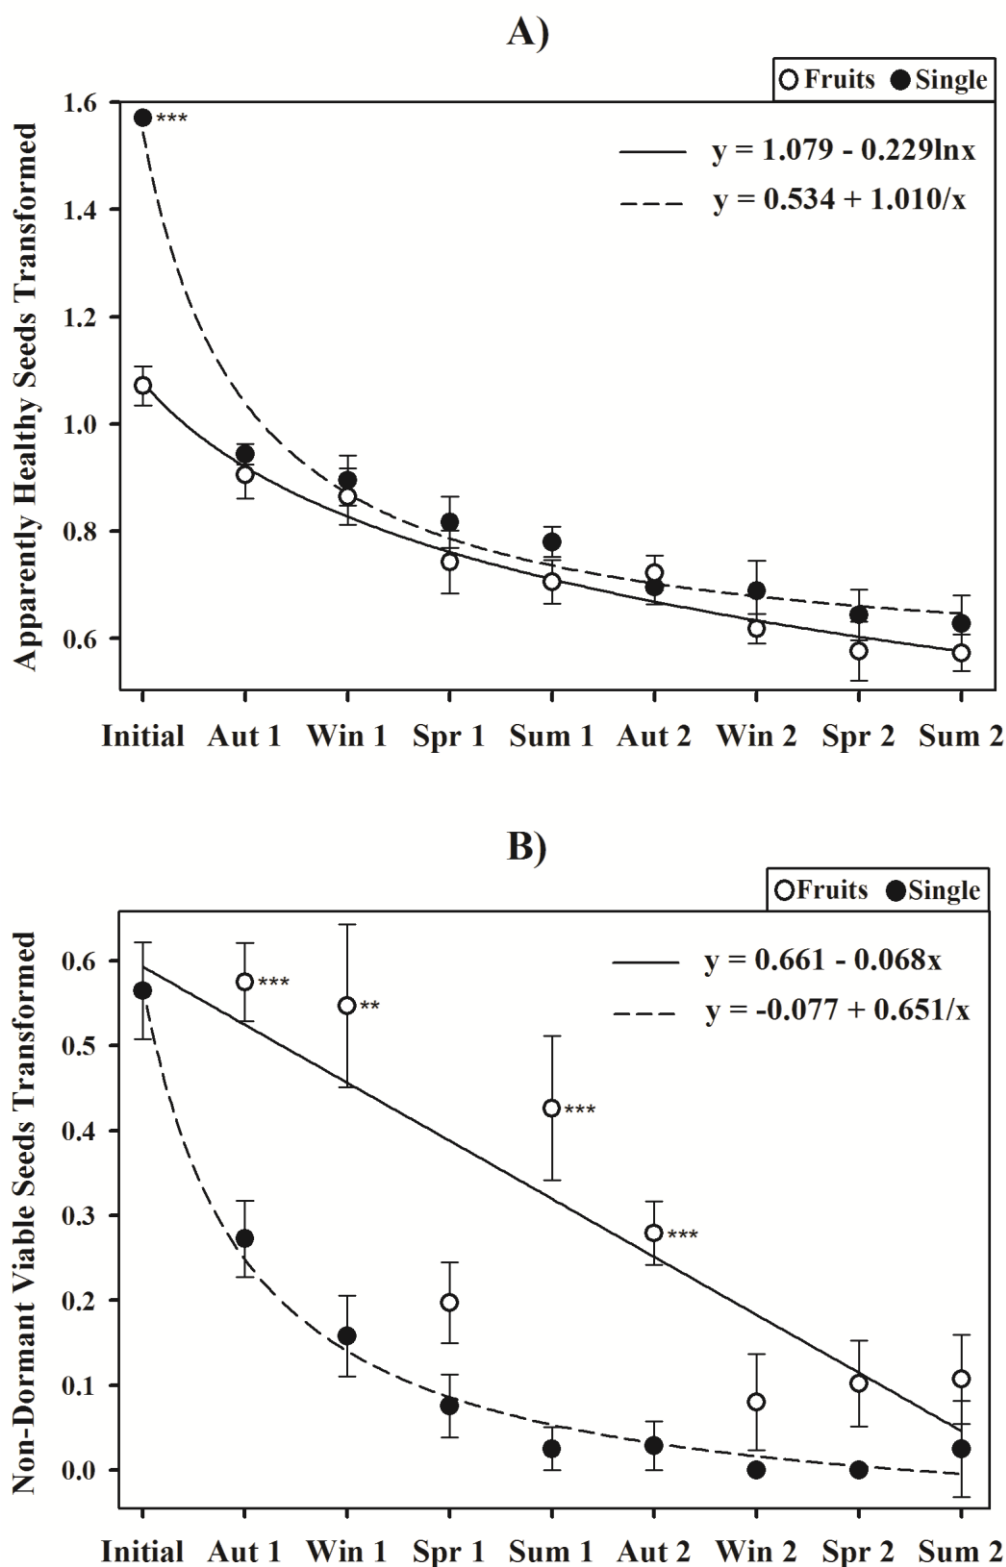 A)
Fruits Single
1.6
1.4
1.2
1.0
0.8
0.6
Apparently Healthy Seeds Transformed
***
y = 1.079 - 0.229lnx
y = 0.534 + 1.010/x
Initial Aut 1 Win 1 Spr 1 Sum 1 Aut 2 Win 2 Spr 2 Sum 2
B)
Fruits Single
0.6
0.5
0.4
0.3
0.2
0.1
0.0
Non-Dormant Viable Seeds Transformed
y = 0.661 - 0.068x
y = -0.077 + 0.651/x
***
**
***
***
Initial Aut 1 Win 1 Spr 1 Sum 1 Aut 2 Win 2 Spr 2 Sum 2